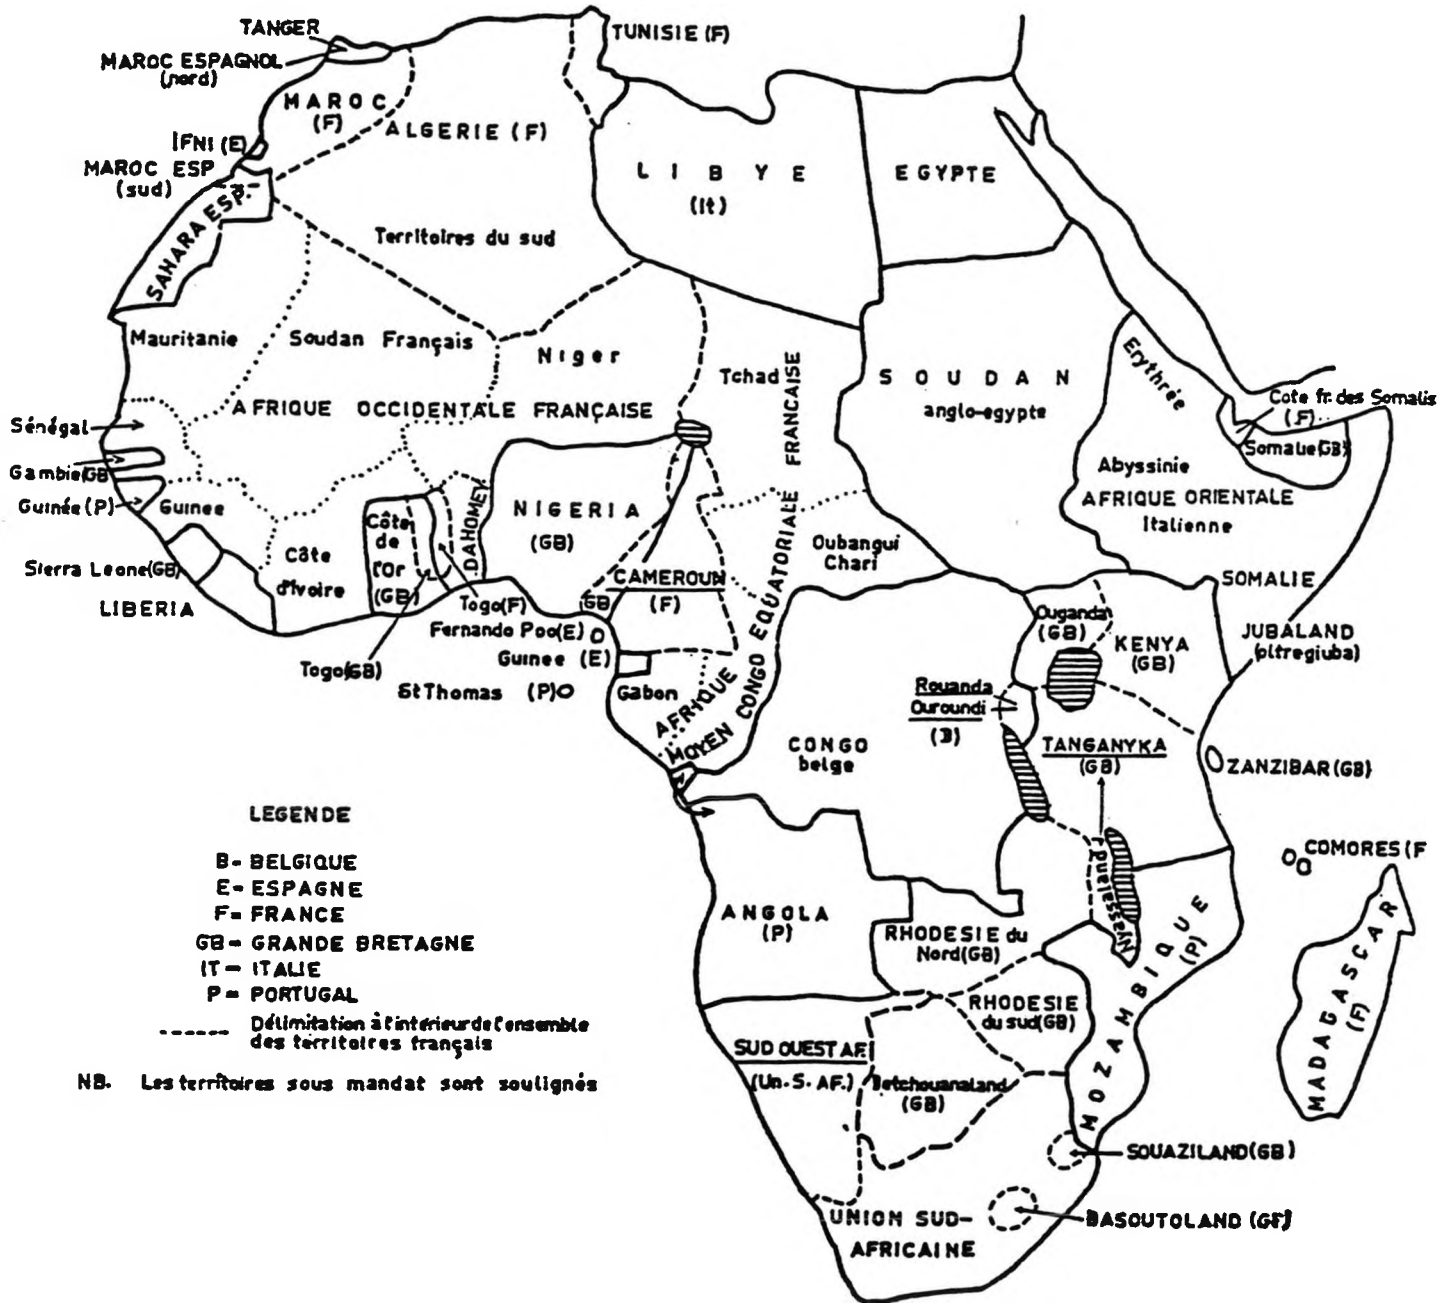 TANGER
TUNISIE (F)
MAROC ESPAGNOL
(nord)
MAROC
(F)
ALGERIE (F)
IFNI (E)
MAROC ESP
(sud)
SAHARA ESP.
LIBYE
(It)
EGYPTE
Territoires du sud
Mauritanie
Soudan Français
Niger
Tchad
SOUDAN
anglo-egypte
Erythrée
Cote fr. des Somalis
(F)
Somalie(GB)
AFRIQUE OCCIDENTALE FRANÇAISE
Sénégal
Gambie(GB
Guinée (P)
Guinee
Abyssinie
AFRIQUE ORIENTALE
Italienne
NIGERIA
(GB)
DAHOMEY
Côte
de
l'Or
(GB)
Côte
d'Ivoire
Oubangui
Chari
Sierra Leone(GB)
LIBERIA
CAMEROUN
(F)
GB
Togo(F)
Togo(GB)
Fernando Poo(E)
Guinee (E)
St Thomas (P)
Gabon
AFRIQUE EQUATORIALE FRANCAISE
MOYEN CONGO
SOMALIE
Ouganda
(GB)
KENYA
(GB)
JUBALAND
(oltregiuba)
Rouanda
Ouroundi
(B)
CONGO
belge
TANGANYKA
(GB)
ZANZIBAR(GB)
COMORES(F
LEGENDE
B- BELGIQUE
E- ESPAGNE
F= FRANCE
GB- GRANDE BRETAGNE
IT- ITALIE
P= PORTUGAL
Délimitation à l'intérieur de l'ensemble
des territoires français
NB. Les territoires sous mandat sont soulignés
ANGOLA
(P)
Nyassaland
RHODESIE du
Nord(GB)
MOZAMBIQUE
(P)
MADAGASCAR
(F)
RHODESIE
du sud(GB)
SUD OUEST AF.
(Un. S. AF.)
Betchouanaland
(GB)
SOUAZILAND(GB)
UNION SUD-
AFRICAINE
BASOUTOLAND